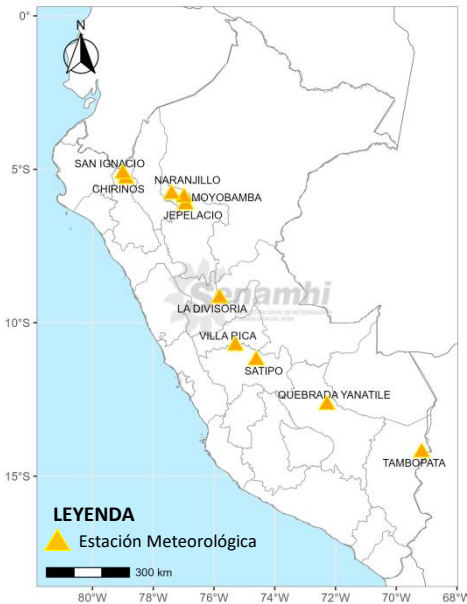 0°
N
5°S
SAN IGNACIO
CHIRINOS
NARANJILLO
MOYOBAMBA
JEPELACIO
Senamhi
LA DIVISORIA
10°S
VILLA RICA
SATIPO
QUEBRADA YANATILE
TAMBOPATA
15°S
LEYENDA
Estación Meteorológica
300 km
80°W 78°W 76°W 74°W 72°W 70°W 68°W